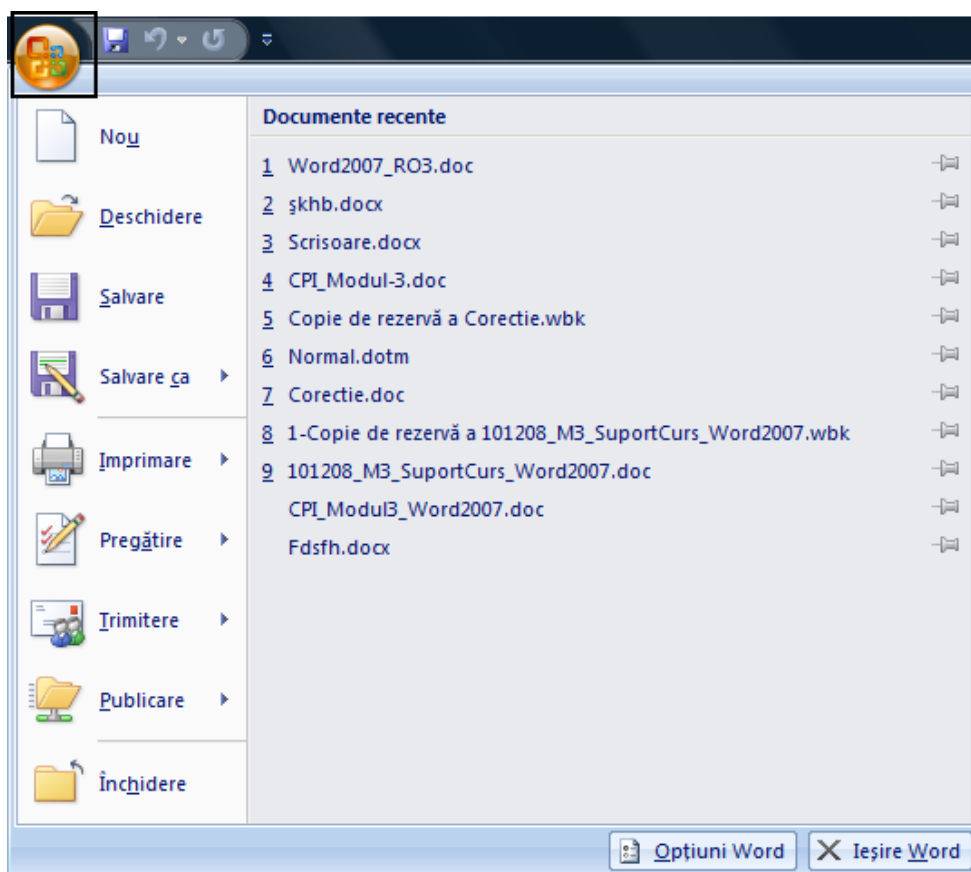 Nou
Deschidere
Salvare
Salvare ca
Imprimare
Pregătire
Trimitere
Publicare
Închidere
Documente recente
1 Word2007_RO3.doc
2 şkhb.docx
3 Scrisoare.docx
4 CPI_Modul-3.doc
5 Copie de rezervă a Corectie.wbk
6 Normal.dotm
7 Corectie.doc
8 1-Copie de rezervă a 101208_M3_SuportCurs_Word2007.wbk
9 101208_M3_SuportCurs_Word2007.doc
CPI_Modul3_Word2007.doc
Fdsfh.docx
Opțiuni Word
Ieșire Word